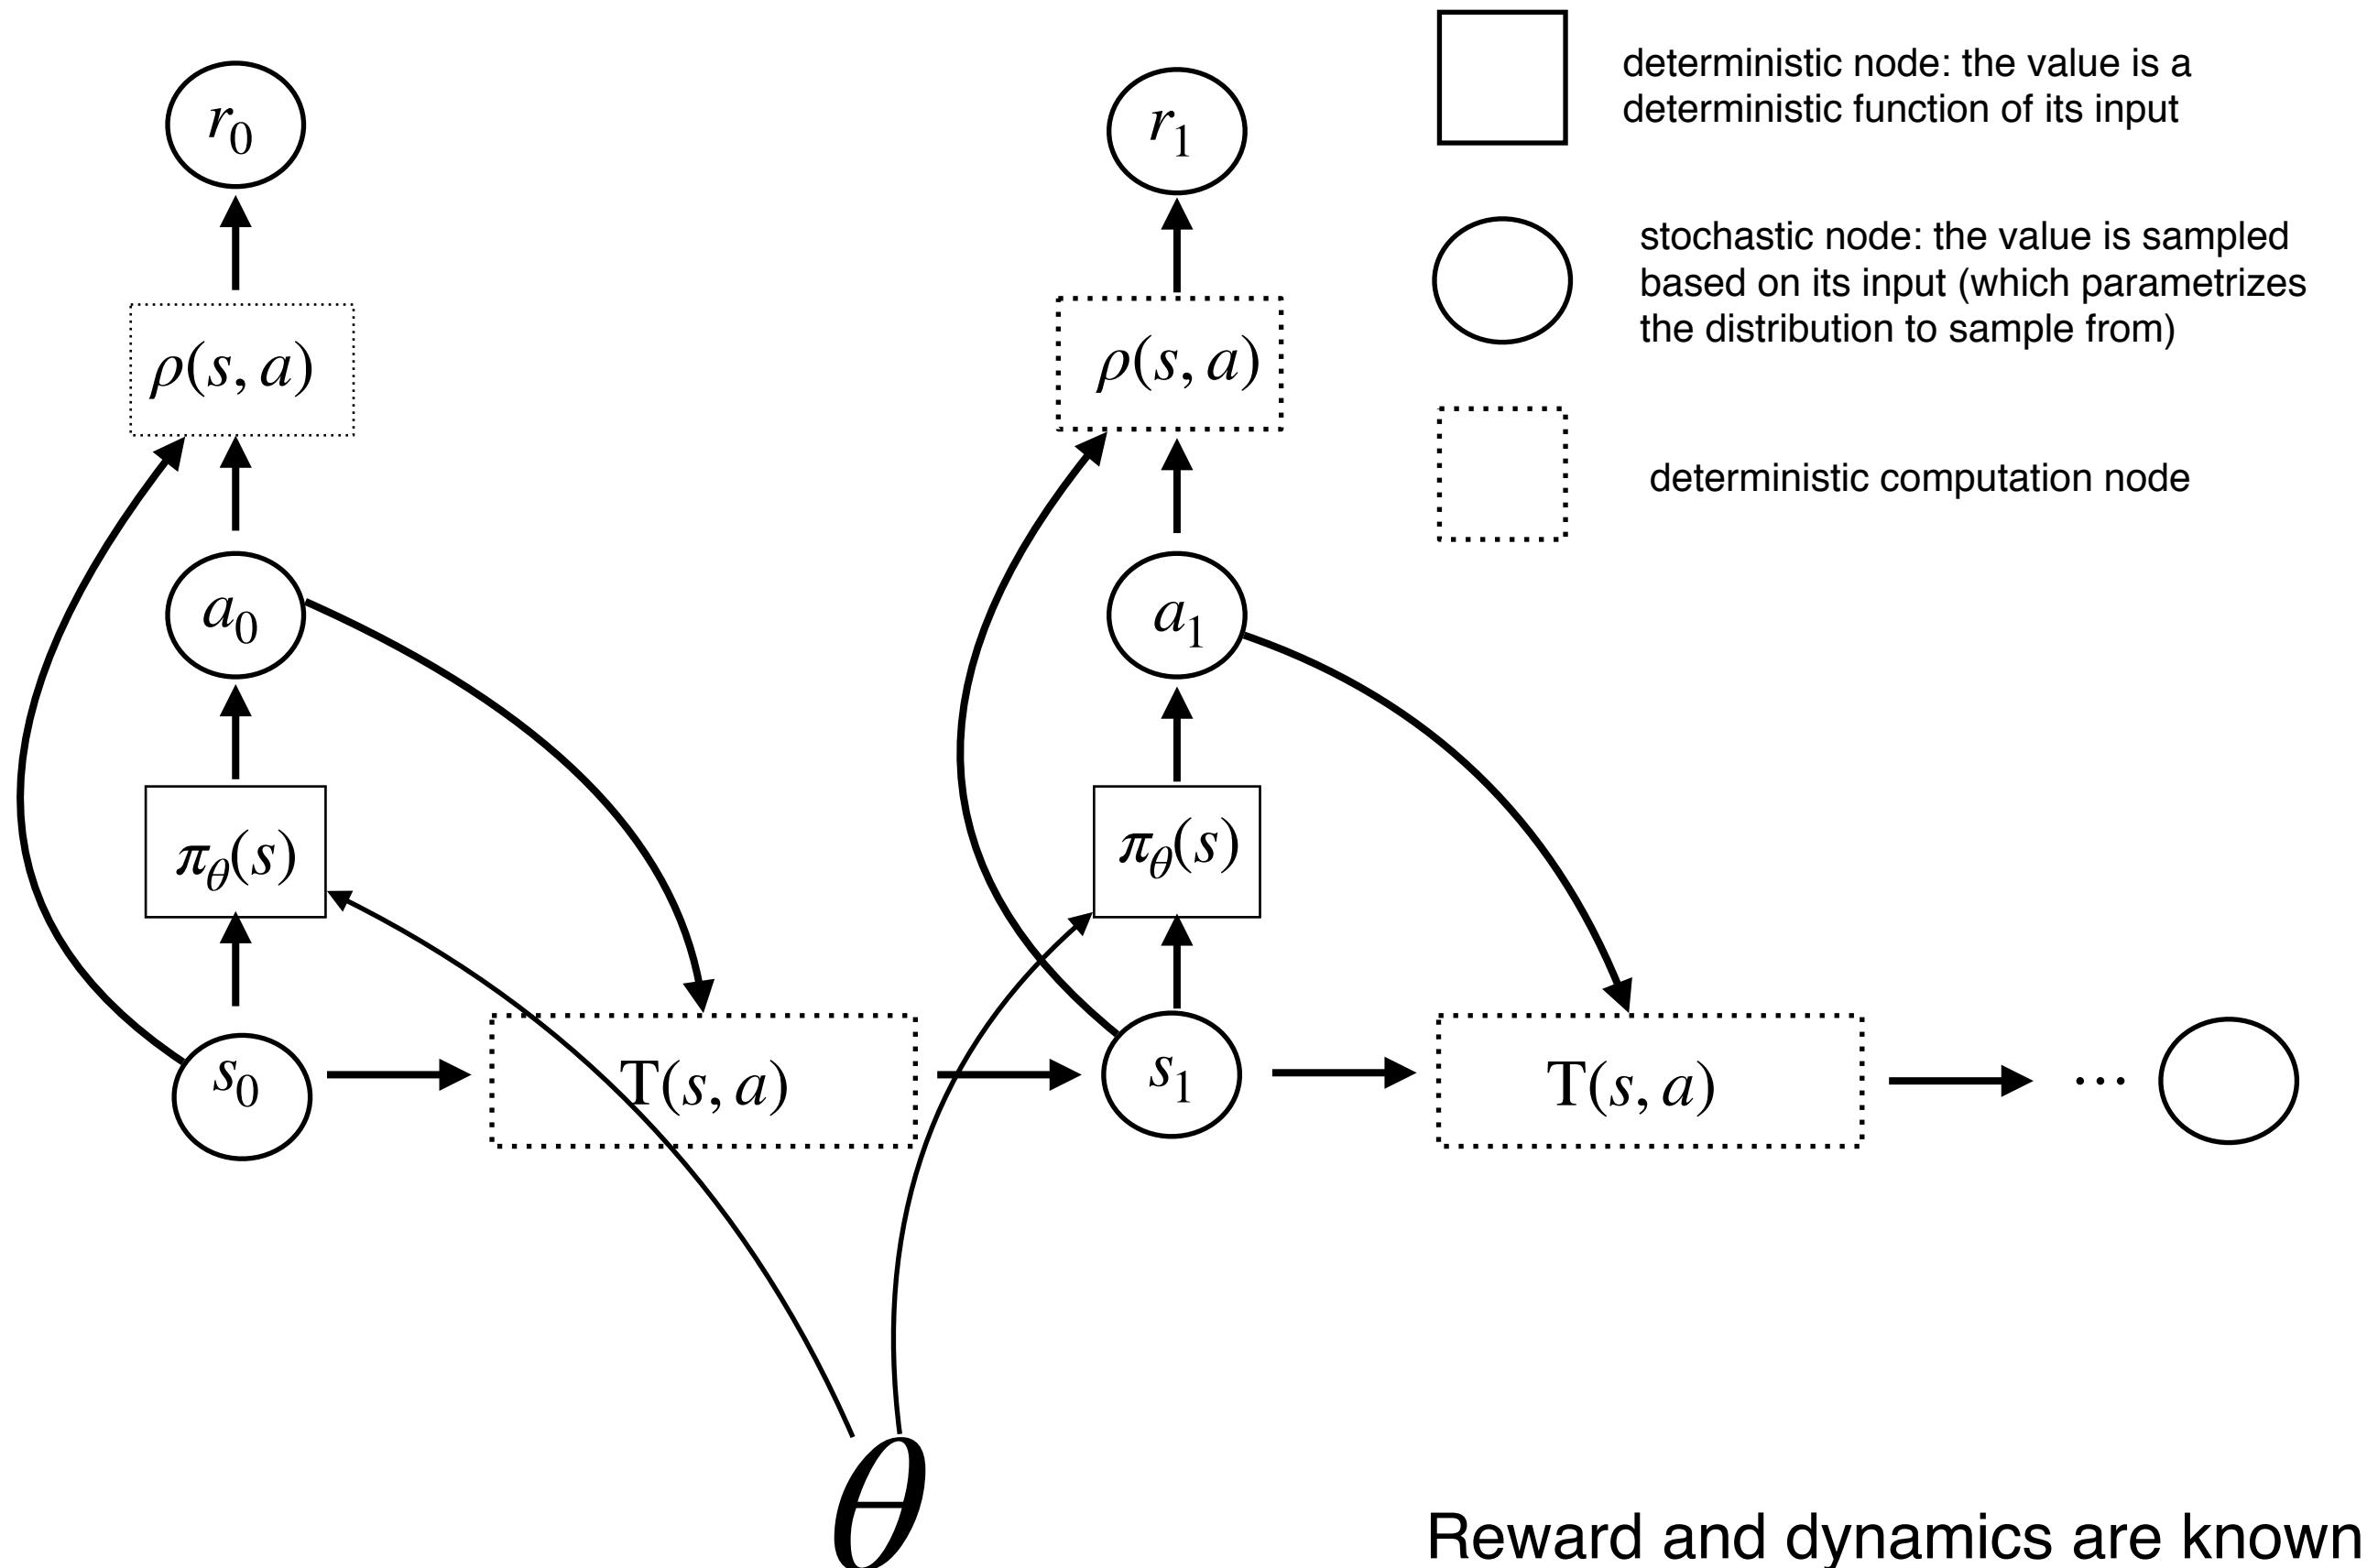 r0
r1
deterministic node: the value is a
deterministic function of its input
stochastic node: the value is sampled
based on its input (which parametrizes
the distribution to sample from)
ρ(s, a)
ρ(s, a)
deterministic computation node
a0
a1
πθ(s)
πθ(s)
s0
T(s, a)
s1
T(s, a)
...
θ
Reward and dynamics are known